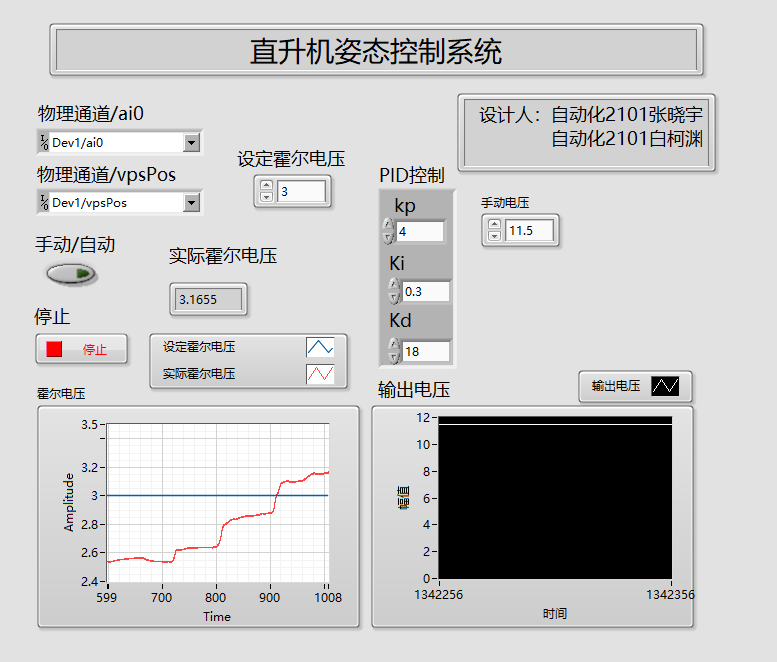 直升机姿态控制系统
物理通道/ai0
Dev1/ai0
物理通道/vpsPos
Dev1/vpsPos
设定霍尔电压
3
设计人：自动化2101张晓宇
自动化2101白柯渊
PID控制
kp
4
Ki
0.3
Kd
18
手动电压
11.5
手动/自动
实际霍尔电压
3.1655
停止
停止
设定霍尔电压
实际霍尔电压
霍尔电压
3.5
3.2
3
2.8
2.6
2.4
Amplitude
599 700 800 900 1008
Time
输出电压
输出电压
12
10
8
6
4
2
0
幅值
1342256 1342356
时间